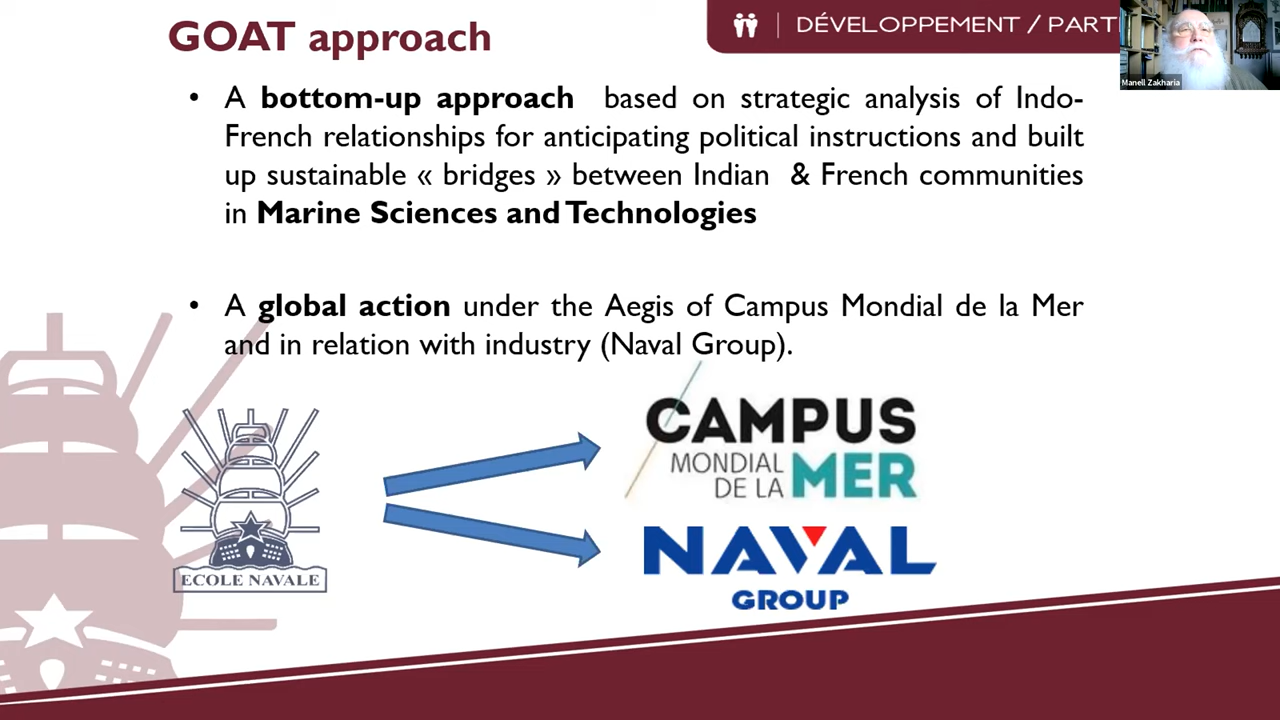 GOAT approach
DÉVELOPPEMENT / PARTE
Manell Zakharia
• A bottom-up approach based on strategic analysis of Indo-
French relationships for anticipating political instructions and built
up sustainable « bridges » between Indian & French communities
in Marine Sciences and Technologies
• A global action under the Aegis of Campus Mondial de la Mer
and in relation with industry (Naval Group).
ECOLE NAVALE
CAMPUS
MONDIAL
DE LA MER
NAVAL
GROUP